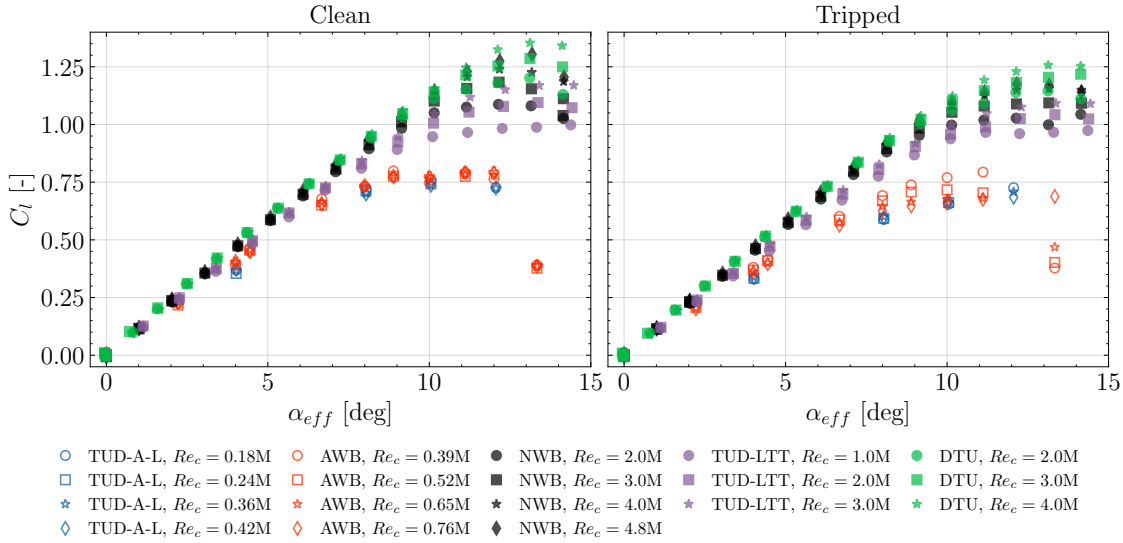 Clean
Tripped
C_l [-]
1.25
1.00
0.75
0.50
0.25
0.00
0 5 10 15
0 5 10 15
α_eff [deg]
α_eff [deg]
TUD-A-L, Re_c = 0.18M
TUD-A-L, Re_c = 0.24M
TUD-A-L, Re_c = 0.36M
TUD-A-L, Re_c = 0.42M
AWB, Re_c = 0.39M
AWB, Re_c = 0.52M
AWB, Re_c = 0.65M
AWB, Re_c = 0.76M
NWB, Re_c = 2.0M
NWB, Re_c = 3.0M
NWB, Re_c = 4.0M
NWB, Re_c = 4.8M
TUD-LTT, Re_c = 1.0M
TUD-LTT, Re_c = 2.0M
TUD-LTT, Re_c = 3.0M
DTU, Re_c = 2.0M
DTU, Re_c = 3.0M
DTU, Re_c = 4.0M